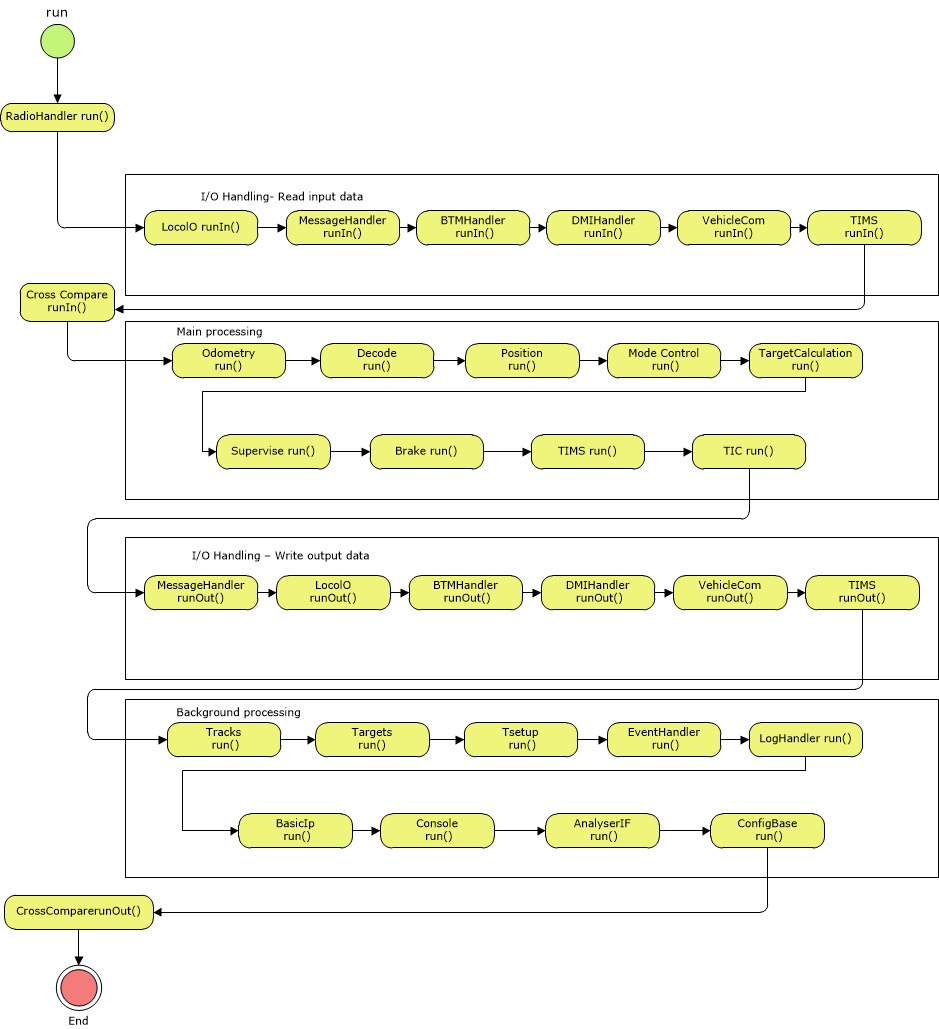 run
RadioHandler run()
I/O Handling- Read input data
LocoIO runIn()
MessageHandler
runIn()
BTMHandler
runIn()
DMIHandler
runIn()
VehicleCom
runIn()
TIMS
runIn()
Cross Compare
runIn()
Main processing
Odometry
run()
Decode
run()
Position
run()
Mode Control
run()
TargetCalculation
run()
Supervise run()
Brake run()
TIMS run()
TIC run()
I/O Handling – Write output data
MessageHandler
runOut()
LocoIO
runOut()
BTMHandler
runOut()
DMIHandler
runOut()
VehicleCom
runOut()
TIMS
runOut()
Background processing
Tracks
run()
Targets
run()
Tsetup
run()
EventHandler
run()
LogHandler run()
BasicIp
run()
Console
run()
AnalyserIF
run()
ConfigBase
run()
CrossComparerunOut()
End